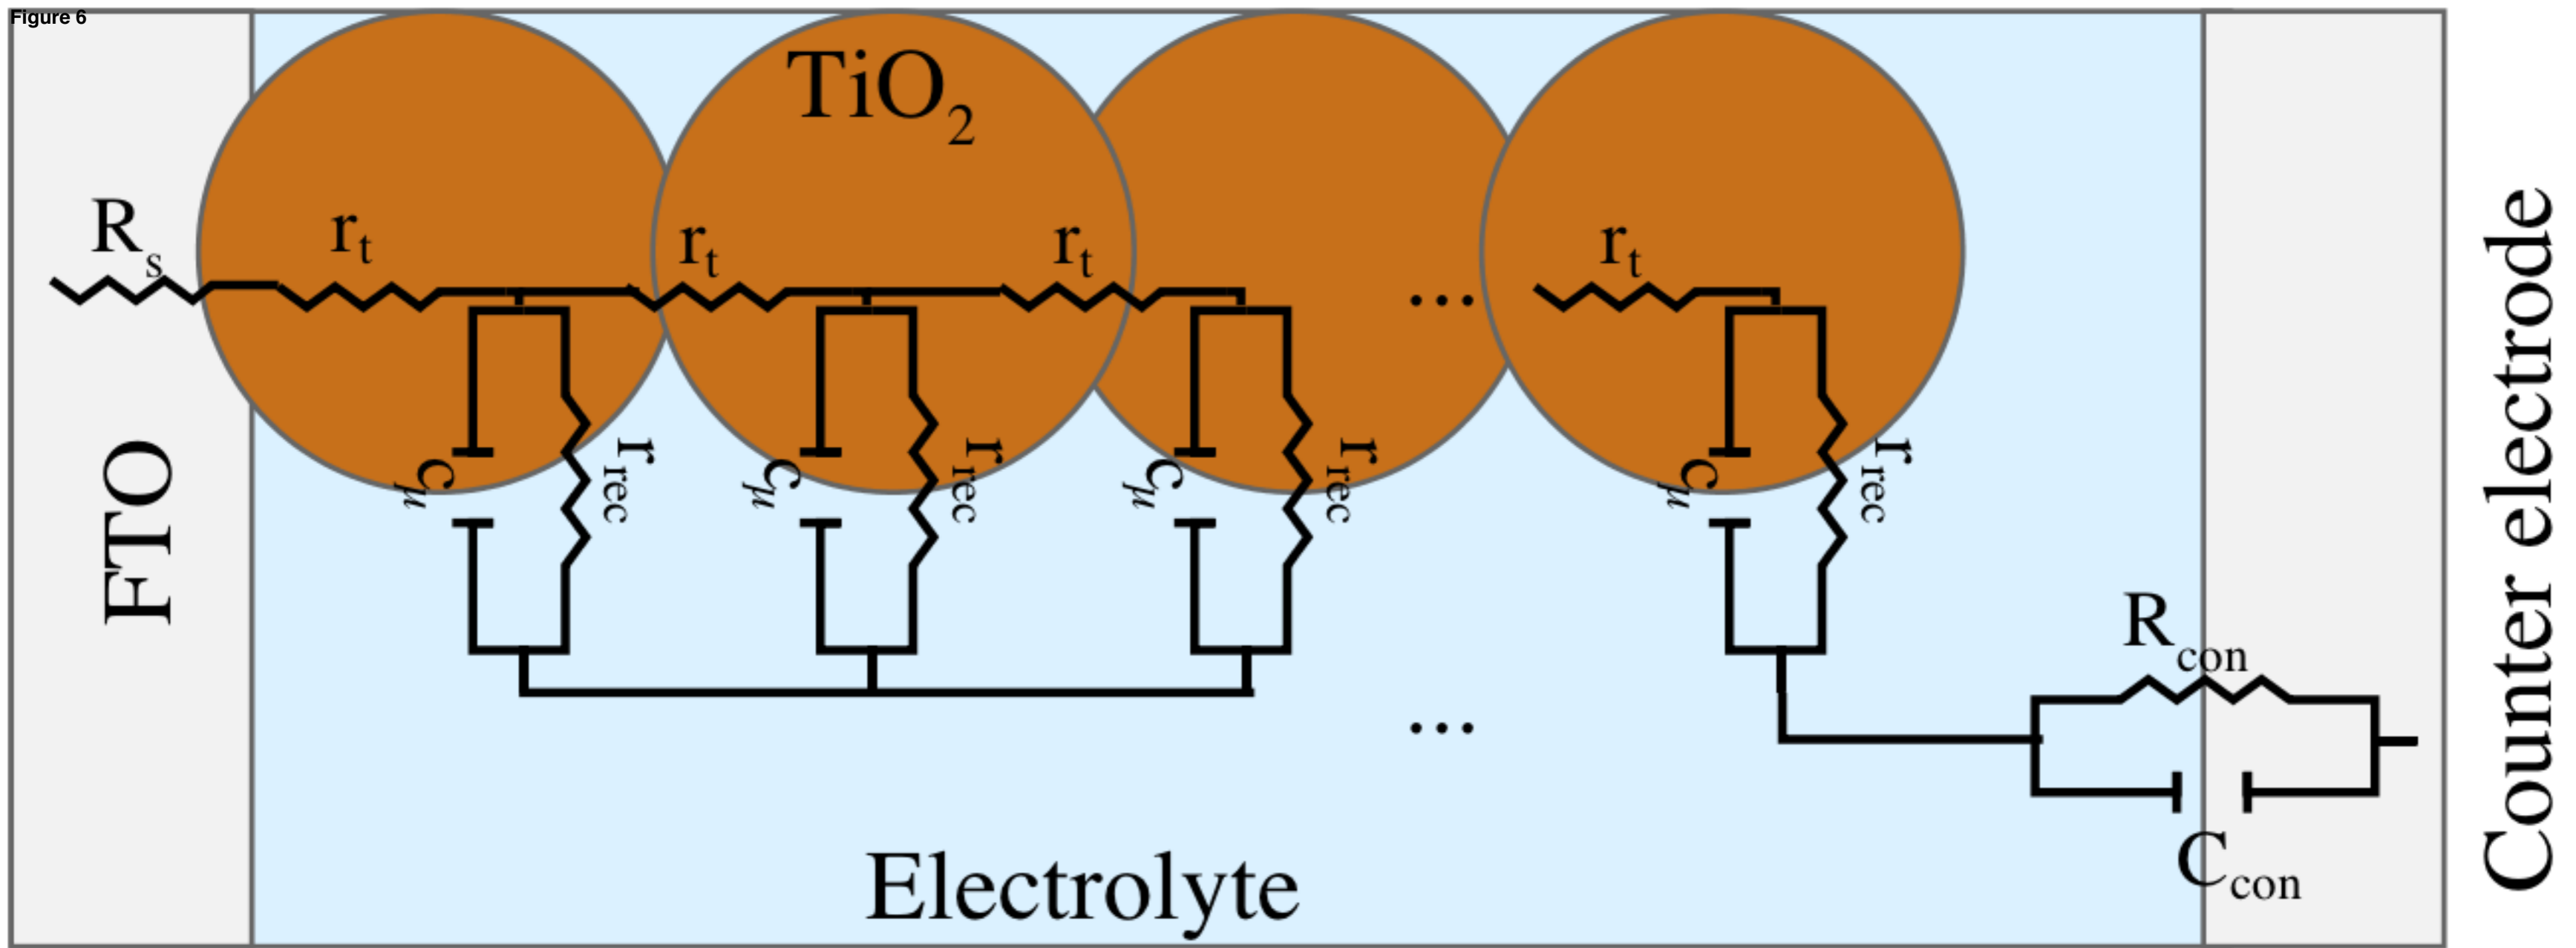 Figure 6
TiO2
Rs
rt
rt
rt
...
rt
cμ
rrec
cμ
rrec
cμ
rrec
cμ
rrec
FTO
Rcon
...
Ccon
Electrolyte
Counter electrode